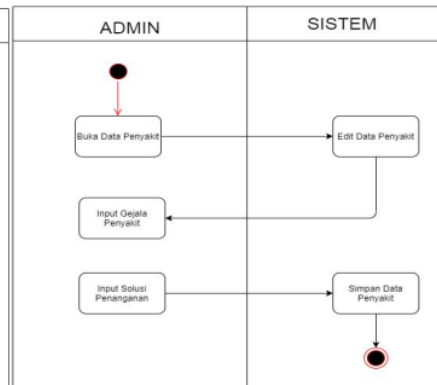 ADMIN
SISTEM
Buka Data Penyakit
Edit Data Penyakit
Input Gejala
Penyakit
Input Solusi
Penanganan
Simpan Data
Penyakit